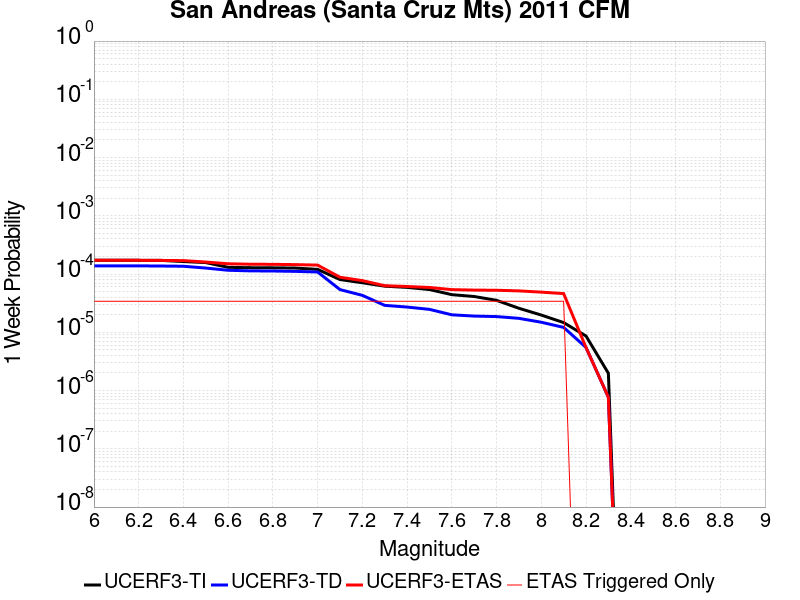 San Andreas (Santa Cruz Mts) 2011 CFM
10^0
10^-1
10^-2
10^-3
10^-4
10^-5
10^-6
10^-7
10^-8
1 Week Probability
6 6.2 6.4 6.6 6.8 7 7.2 7.4 7.6 7.8 8 8.2 8.4 8.6 8.8 9
Magnitude
UCERF3-TI UCERF3-TD UCERF3-ETAS ETAS Triggered Only